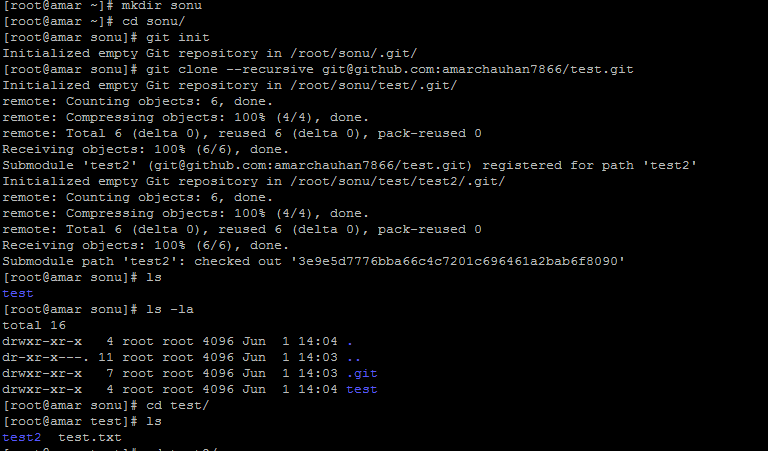 [root@amar ~]# mkdir sonu
[root@amar ~]# cd sonu/
[root@amar sonu]# git init
Initialized empty Git repository in /root/sonu/.git/
[root@amar sonu]# git clone --recursive git@github.com:amarchauhan7866/test.git
Initialized empty Git repository in /root/sonu/test/.git/
remote: Counting objects: 6, done.
remote: Compressing objects: 100% (4/4), done.
remote: Total 6 (delta 0), reused 6 (delta 0), pack-reused 0
Receiving objects: 100% (6/6), done.
Submodule 'test2' (git@github.com:amarchauhan7866/test.git) registered for path 'test2'
Initialized empty Git repository in /root/sonu/test/test2/.git/
remote: Counting objects: 6, done.
remote: Compressing objects: 100% (4/4), done.
remote: Total 6 (delta 0), reused 6 (delta 0), pack-reused 0
Receiving objects: 100% (6/6), done.
Submodule path 'test2': checked out '3e9e5d7776bba66c4c7201c696461a2bab6f8090'
[root@amar sonu]# ls
test
[root@amar sonu]# ls -la
total 16
drwxr-xr-x   4 root root 4096 Jun  1 14:04 .
dr-xr-x---. 11 root root 4096 Jun  1 14:03 ..
drwxr-xr-x   7 root root 4096 Jun  1 14:03 .git
drwxr-xr-x   4 root root 4096 Jun  1 14:04 test
[root@amar sonu]# cd test/
[root@amar test]# ls
test2  test.txt